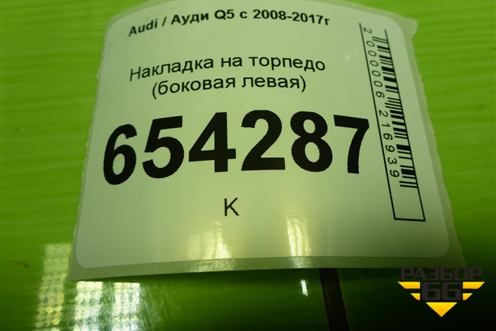 Audi / Ауди Q5 с 2008-2017г
Накладка на торпедо
(боковая левая)
654287
К
2000006216939
РАЗБОР
66